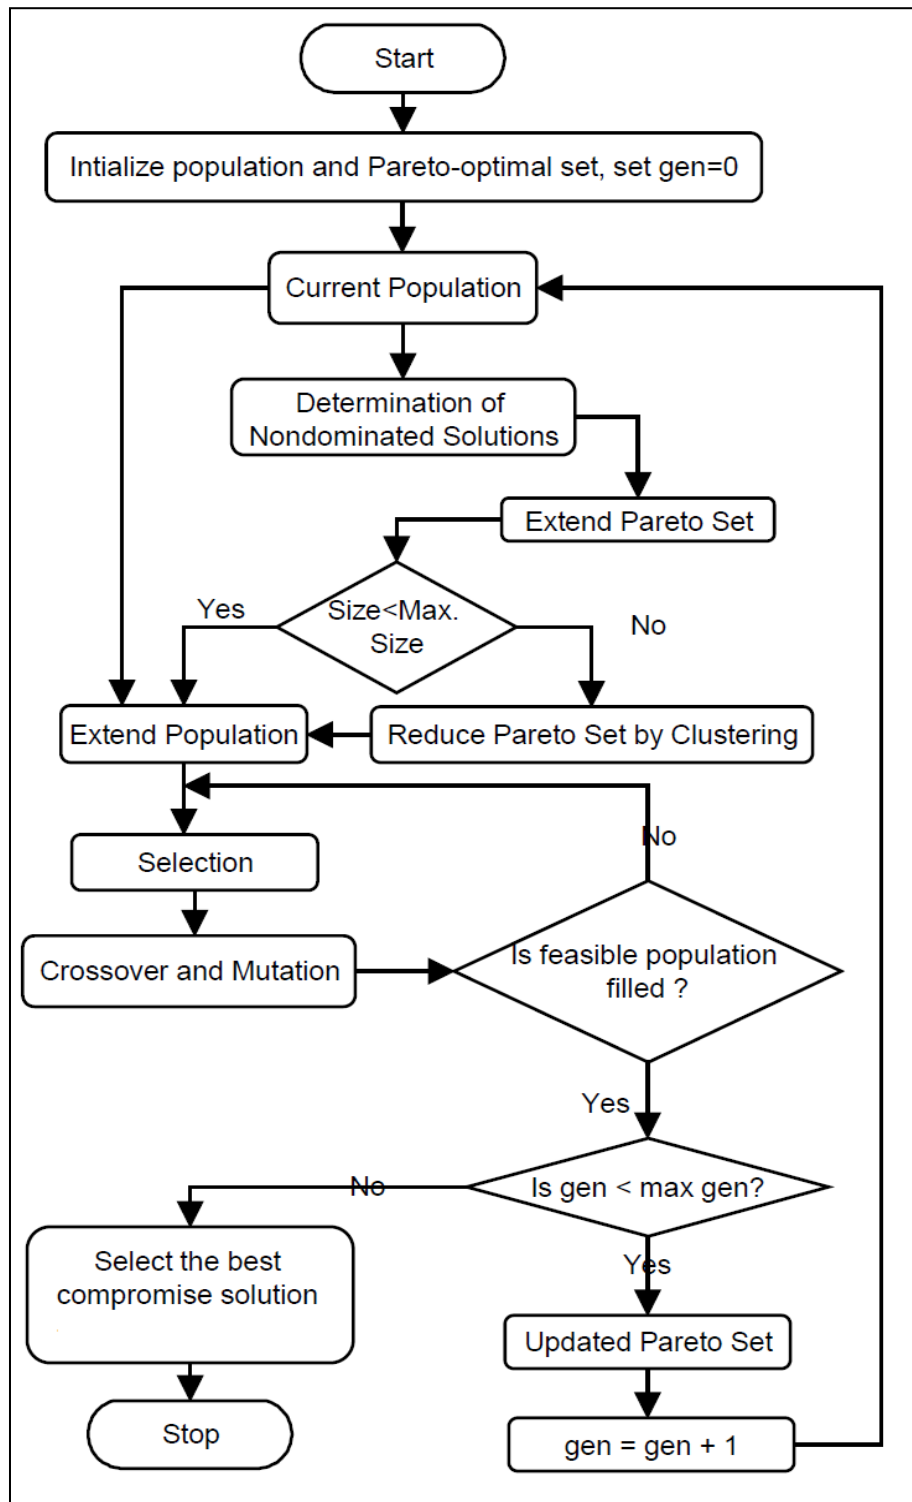 Start
Intialize population and Pareto-optimal set, set gen=0
Current Population
Determination of
Nondominated Solutions
Extend Pareto Set
Yes
Size<Max.
Size
No
Extend Population
Reduce Pareto Set by Clustering
No
Selection
Is feasible population
filled ?
Crossover and Mutation
Yes
Is gen < max gen?
No
Select the best
compromise solution
Yes
Updated Pareto Set
Stop
gen = gen + 1